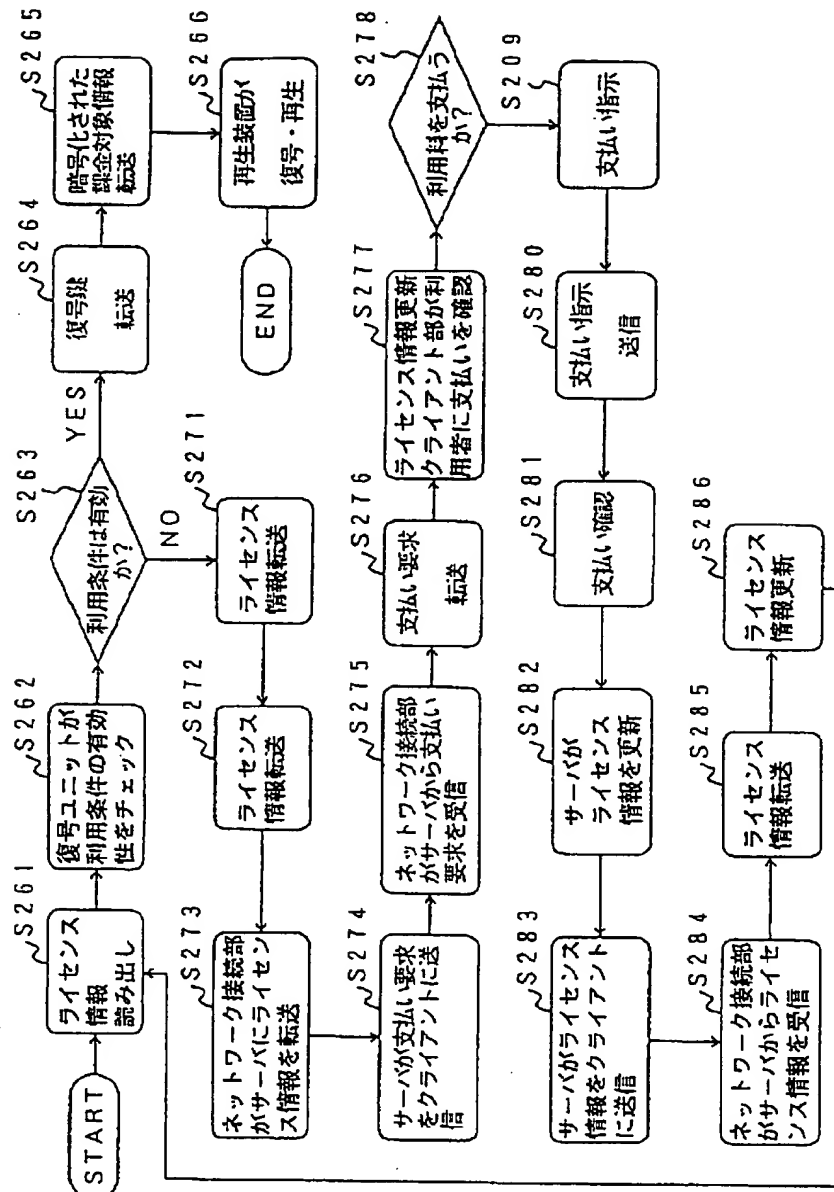 START
S261
ライセンス
情報
読み出し
S262
復号ユニットが
利用条件の有効
性をチェック
S263
利用条件は有効
か?
YES
NO
S264
復号鍵
転送
S265
暗号化された
課金対象情報
転送
S266
再生装置が
復号・再生
END
S271
ライセンス
情報転送
S272
ライセンス
情報転送
S273
ネットワーク接続部
がサーバにライセン
ス情報を転送
S274
サーバが支払い要求
をクライアントに送
信
S275
ネットワーク接続部
がサーバから支払い
要求を受信
S276
支払い要求
転送
S277
ライセンス情報更新
クライアント部が利
用者に支払いを確認
S278
利用料を支払う
か?
S209
支払い指示
S280
支払い指示
送信
S281
支払い確認
S282
サーバが
ライセンス
情報を更新
S283
サーバがライセンス
情報をクライアント
に送信
S284
ネットワーク接続部
がサーバからライセ
ンス情報を受信
S285
ライセンス
情報転送
S286
ライセンス
情報更新